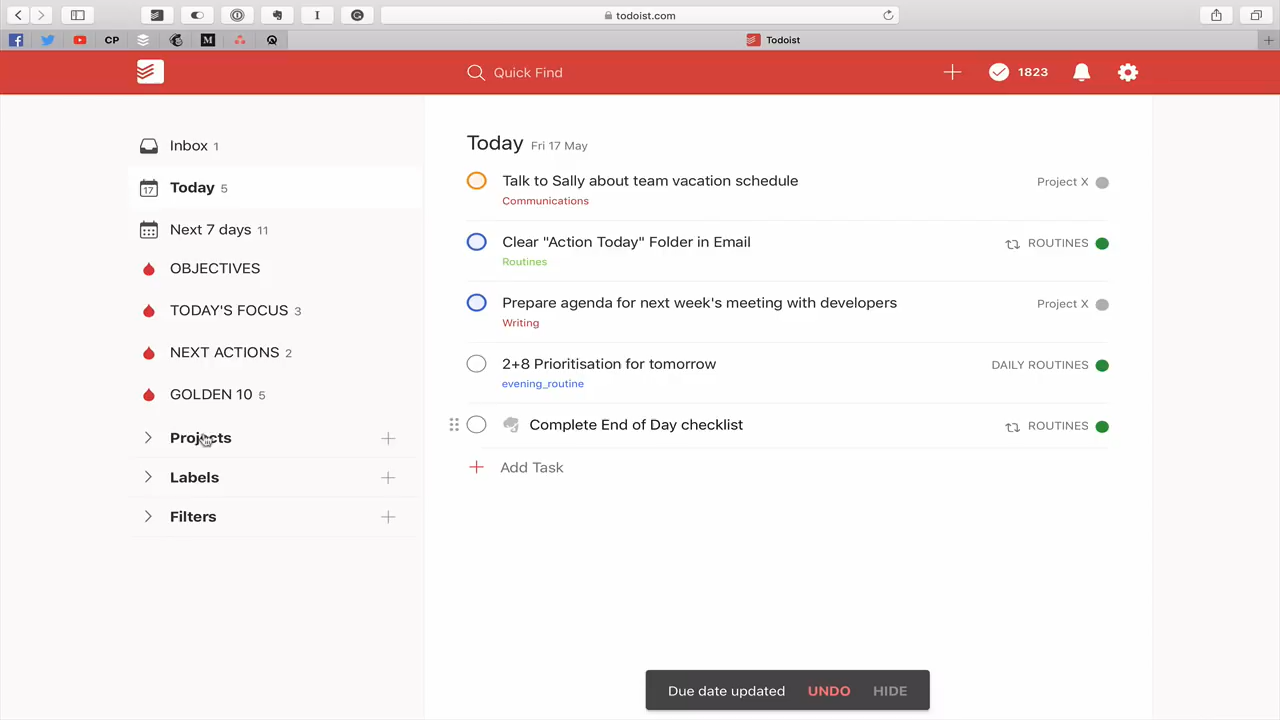 todoist.com
CP
M
Todoist
Quick Find
1823
Inbox 1
17
Today 5
Next 7 days 11
OBJECTIVES
TODAY'S FOCUS 3
NEXT ACTIONS 2
GOLDEN 10 5
Projects
Labels
Filters
Today Fri 17 May
Talk to Sally about team vacation schedule
Project X
Communications
Clear "Action Today" Folder in Email
ROUTINES
Routines
Prepare agenda for next week's meeting with developers
Project X
Writing
2+8 Prioritisation for tomorrow
DAILY ROUTINES
evening_routine
Complete End of Day checklist
ROUTINES
Add Task
Due date updated UNDO HIDE